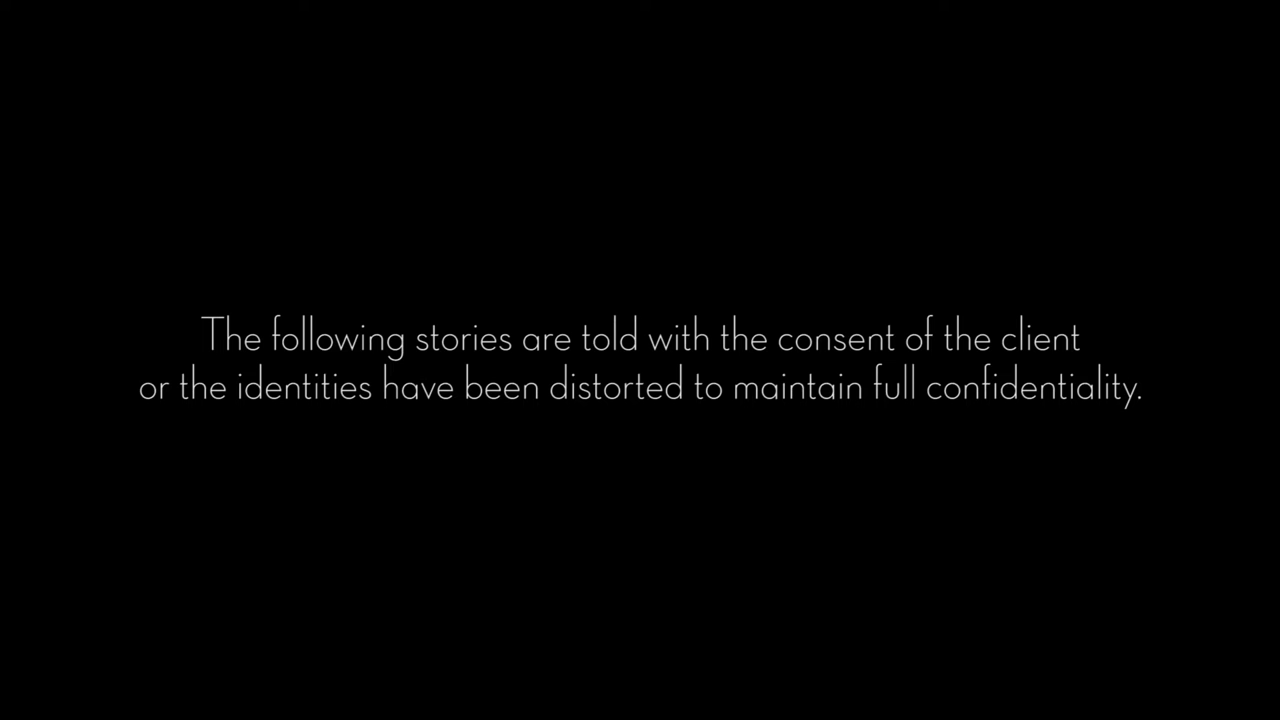 The following stories are told with the consent of the client
or the identities have been distorted to maintain full confidentiality.